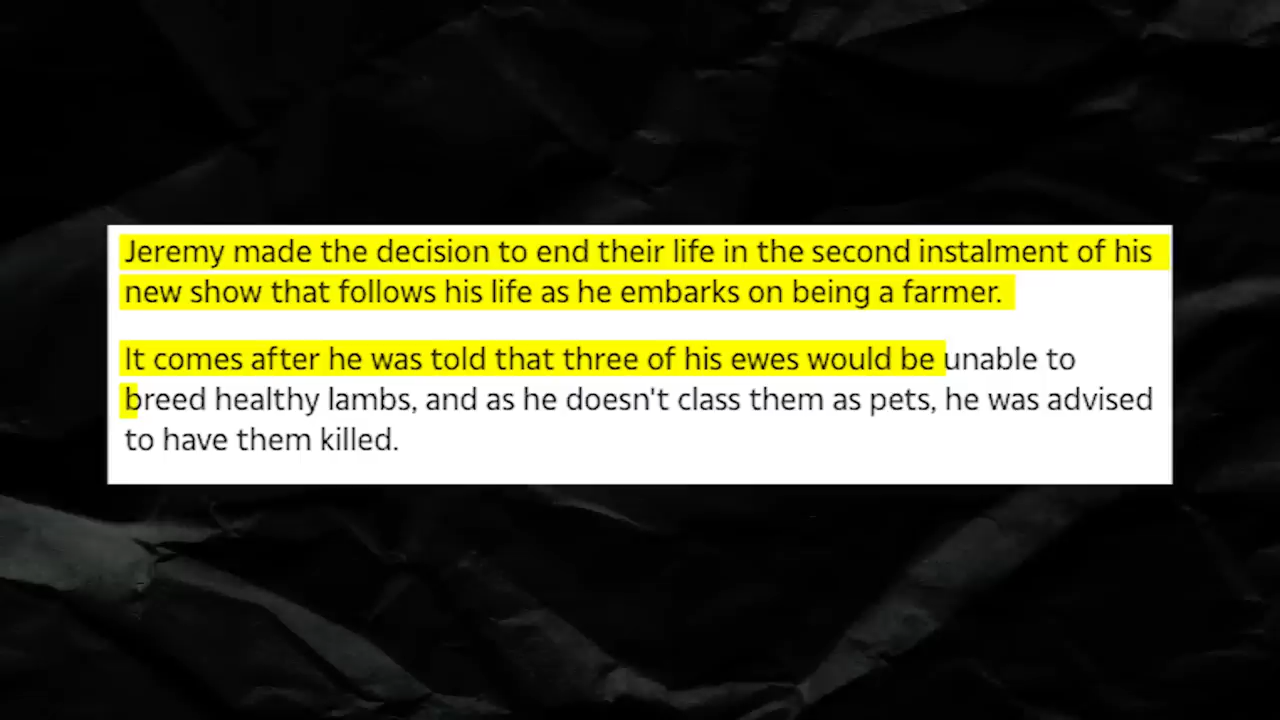 Jeremy made the decision to end their life in the second instalment of his
new show that follows his life as he embarks on being a farmer.
It comes after he was told that three of his ewes would be unable to
breed healthy lambs, and as he doesn't class them as pets, he was advised
to have them killed.